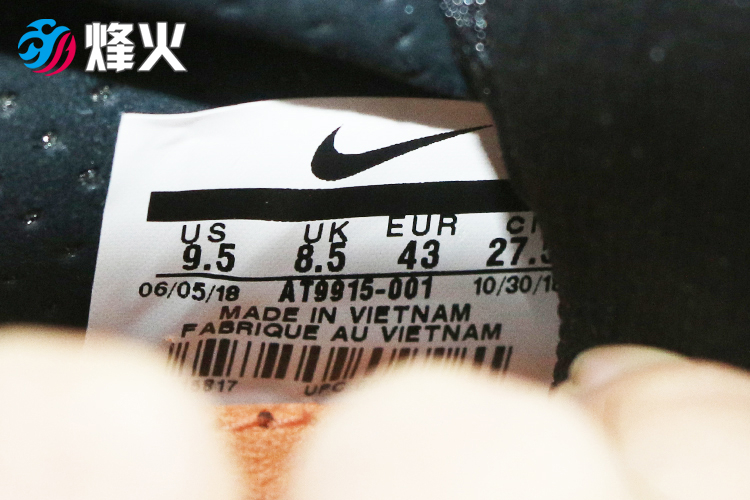 烽火
US UK EUR
9.5 8.5 43
06/05/18 AT9915-001
MADE IN VIETNAM
FABRIQUE AU VIETNAM